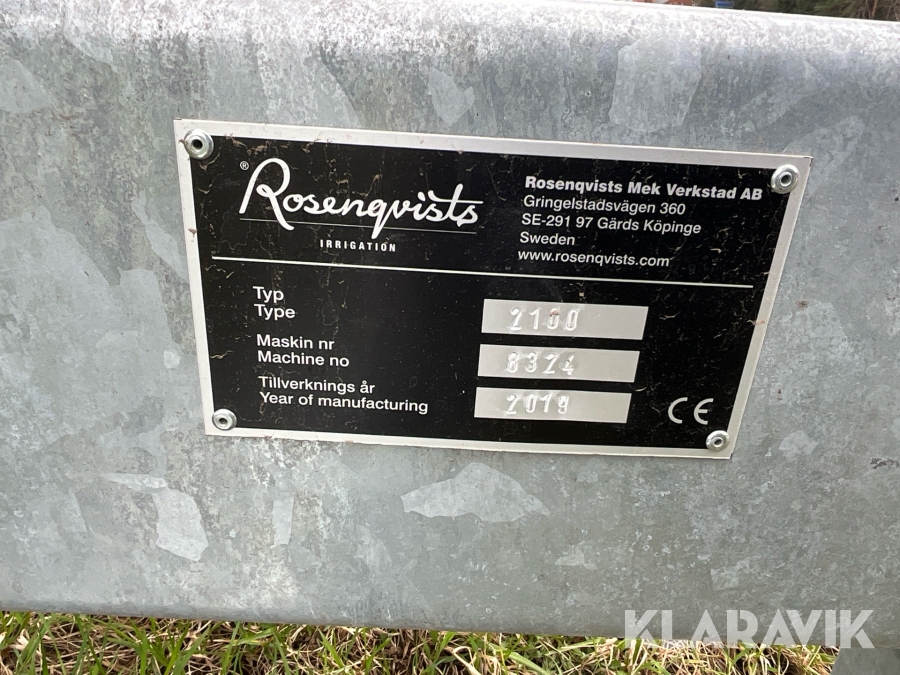 ® Rosenqvists
IRRIGATION
Rosenqvists Mek Verkstad AB
Gringelstadsvägen 360
SE-291 97 Gärds Köpinge
Sweden
www.rosenqvists.com
Typ
Type
2100
Maskin nr
Machine no
8324
Tillverknings år
Year of manufacturing
2019
CE
KLARAVIK